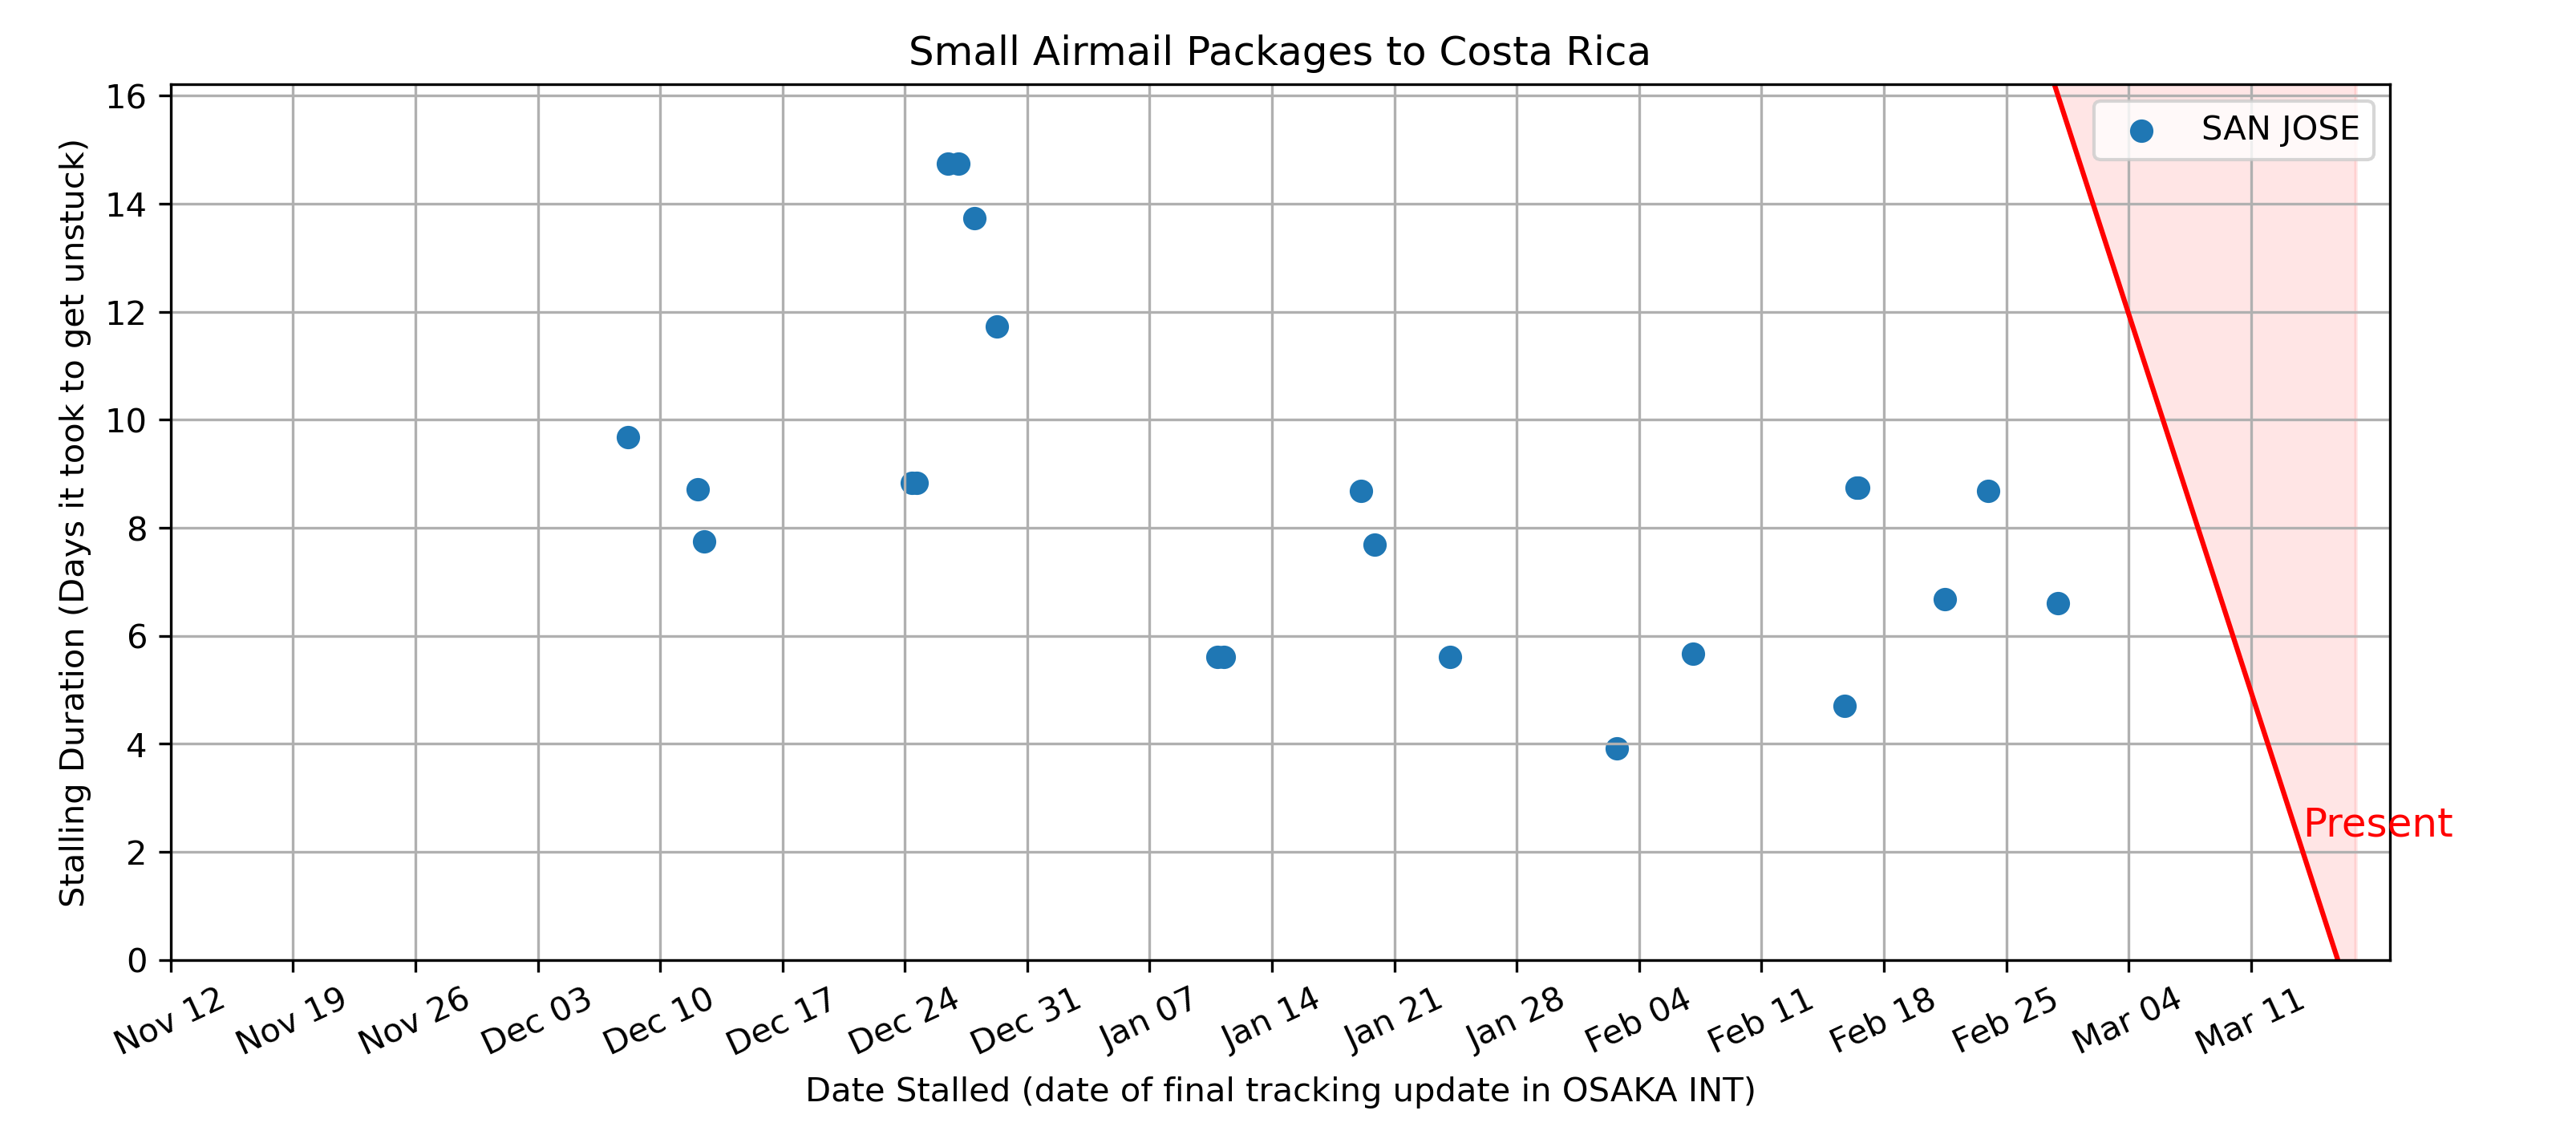 Small Airmail Packages to Costa Rica
Stalling Duration (Days it took to get unstuck)
16
14
12
10
8
6
4
2
0
SAN JOSE
Present
Nov 12 Nov 19 Nov 26 Dec 03 Dec 10 Dec 17 Dec 24 Dec 31 Jan 07 Jan 14 Jan 21 Jan 28 Feb 04 Feb 11 Feb 18 Feb 25 Mar 04 Mar 11
Date Stalled (date of final tracking update in OSAKA INT)